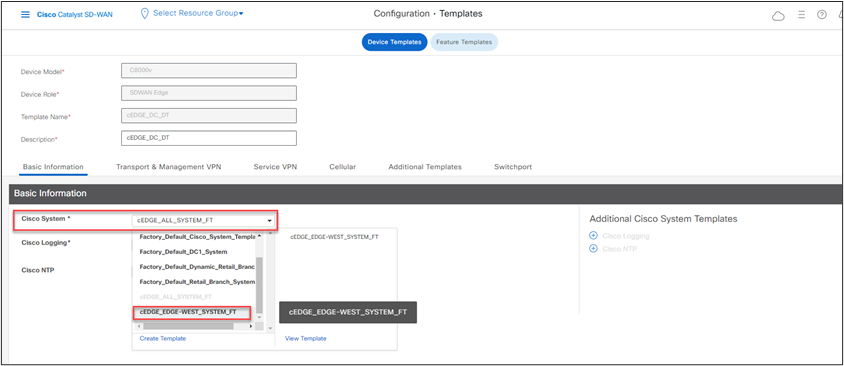 Cisco Catalyst SD-WAN
Select Resource Group
Configuration · Templates
Device Templates
Feature Templates
Device Model*
C8000v
Device Role*
SDWAN Edge
Template Name*
cEDGE_DC_DT
Description*
cEDGE_DC_DT
Basic Information
Transport & Management VPN
Service VPN
Cellular
Additional Templates
Switchport
Basic Information
Cisco System *
cEDGE_ALL_SYSTEM_FT
Additional Cisco System Templates
Factory_Default_Cisco_System_Templa
cEDGE_EDGE-WEST_SYSTEM_FT
Cisco Logging
Cisco Logging*
Factory_Default_DC1_System
Cisco NTP
Factory_Default_Dynamic_Retail_Branc
Cisco NTP
Factory_Default_Retail_Branch_System
cEDGE_ALL_SYSTEM_FT
cEDGE_EDGE-WEST_SYSTEM_FT
cEDGE_EDGE-WEST_SYSTEM_FT
Create Template
View Template